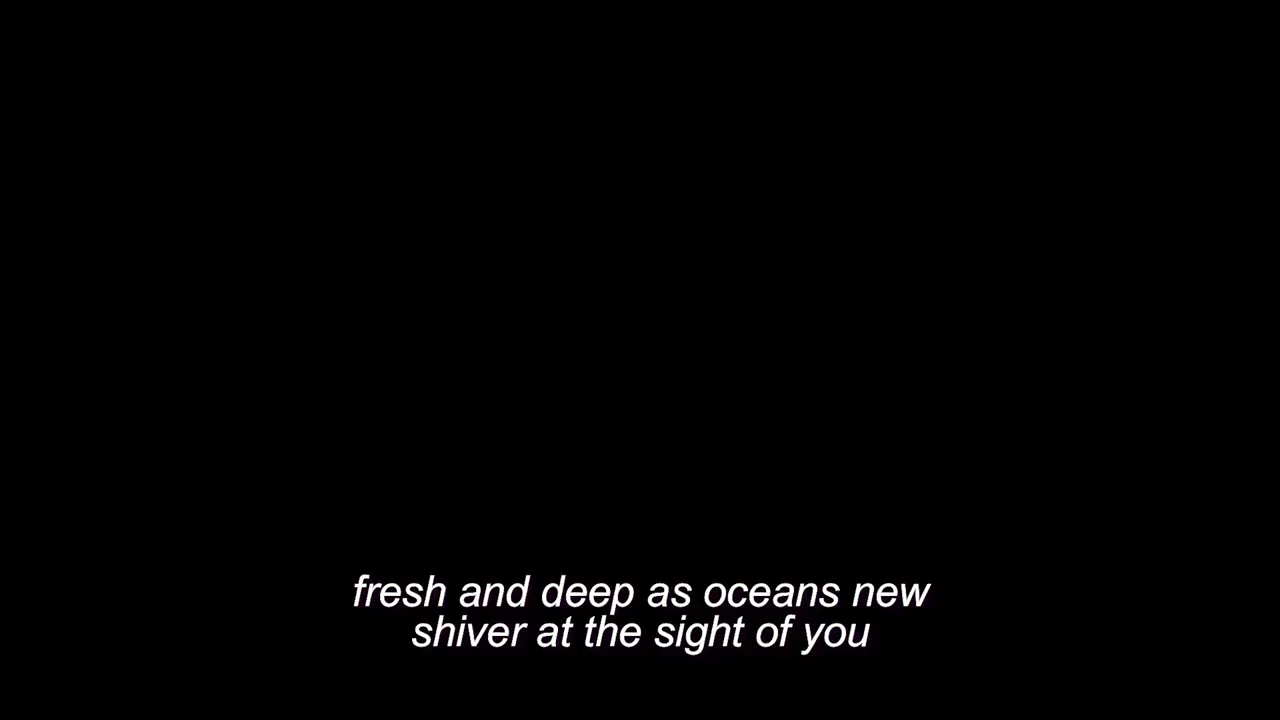 fresh and deep as oceans new
shiver at the sight of you